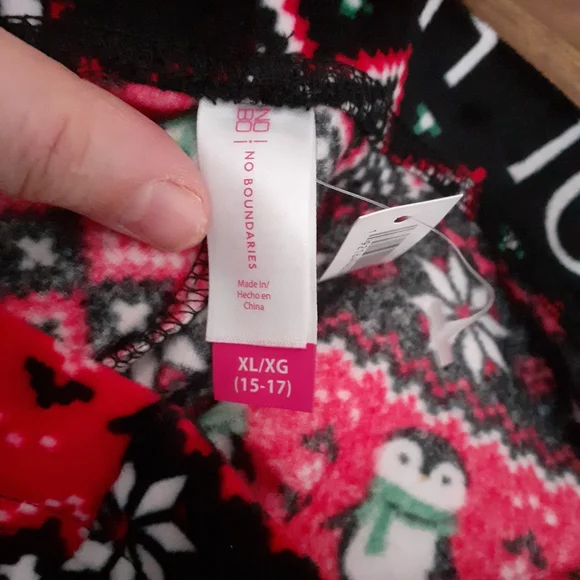 NO
BO
NO BOUNDARIES
Made in/
Hecho en
China
XL/XG
(15-17)